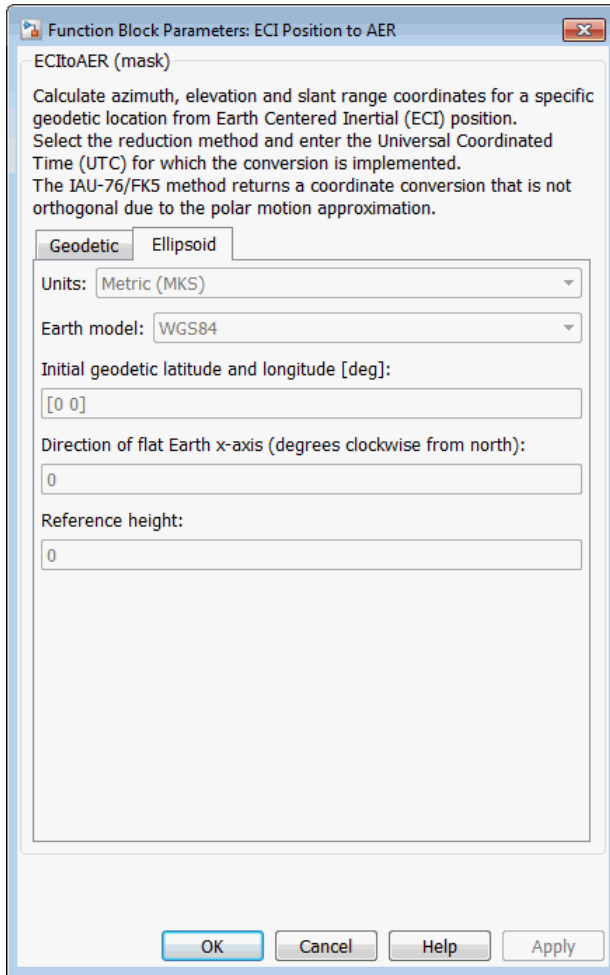 Function Block Parameters: ECI Position to AER
ECItoAER (mask)
Calculate azimuth, elevation and slant range coordinates for a specific
geodetic location from Earth Centered Inertial (ECI) position.
Select the reduction method and enter the Universal Coordinated
Time (UTC) for which the conversion is implemented.
The IAU-76/FK5 method returns a coordinate conversion that is not
orthogonal due to the polar motion approximation.
Geodetic Ellipsoid
Units: Metric (MKS)
Earth model: WGS84
Initial geodetic latitude and longitude [deg]:
[0 0]
Direction of flat Earth x-axis (degrees clockwise from north):
0
Reference height:
0
OK Cancel Help Apply